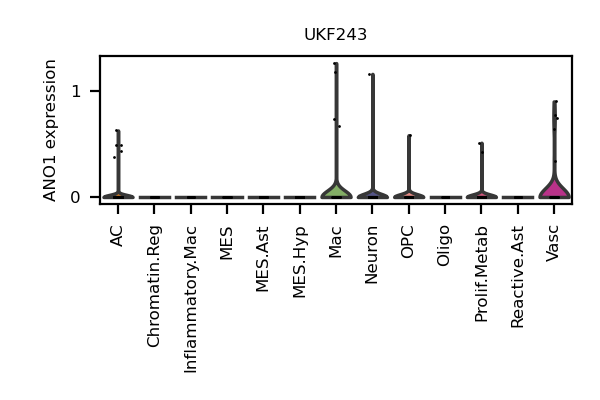 UKF243
ANO1 expression
1
0
AC
Chromatin.Reg
Inflammatory.Mac
MES
MES.Ast
MES.Hyp
Mac
Neuron
OPC
Oligo
Prolif.Metab
Reactive.Ast
Vasc